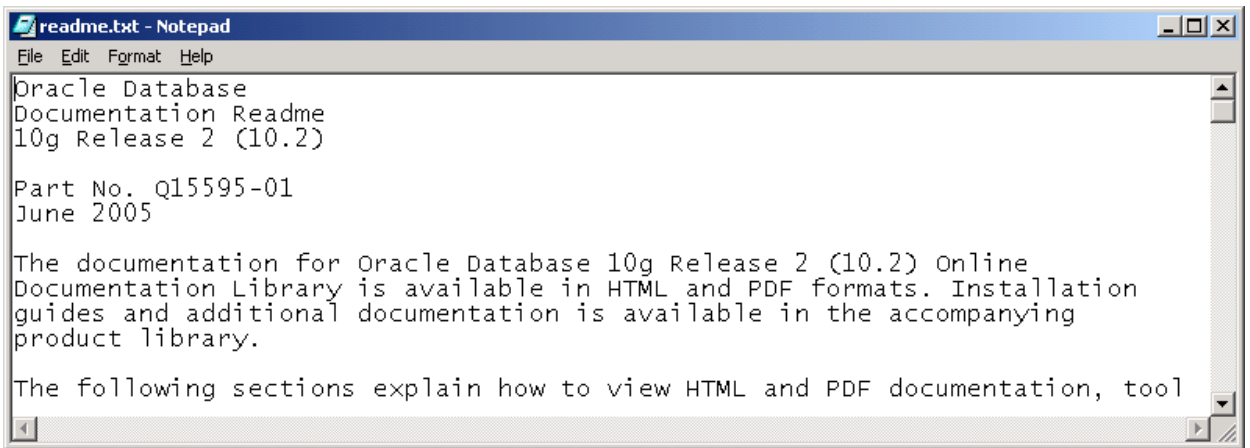 readme.txt - Notepad
File Edit Format Help
Oracle Database
Documentation Readme
10g Release 2 (10.2)
Part No. Q15595-01
June 2005
The documentation for Oracle Database 10g Release 2 (10.2) Online
Documentation Library is available in HTML and PDF formats. Installation
guides and additional documentation is available in the accompanying
product library.
The following sections explain how to view HTML and PDF documentation, tool